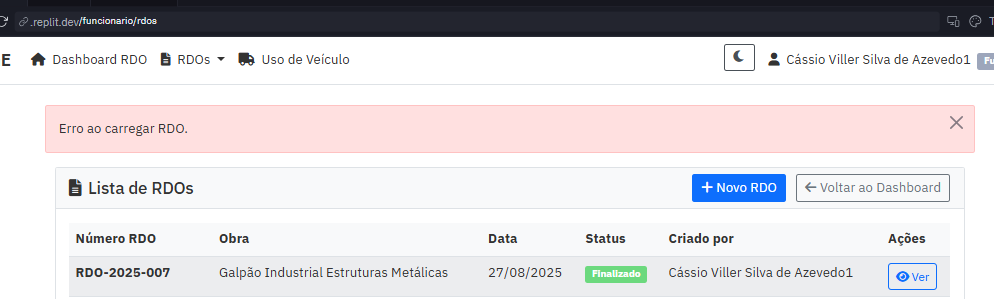 .replit.dev/funcionario/rdos
E Dashboard RDO RDOs Uso de Veículo Cássio Viller Silva de Azevedo1
Erro ao carregar RDO.
Lista de RDOs + Novo RDO ← Voltar ao Dashboard
Número RDO Obra Data Status Criado por Ações
RDO-2025-007 Galpão Industrial Estruturas Metálicas 27/08/2025 Finalizado Cássio Viller Silva de Azevedo1 Ver